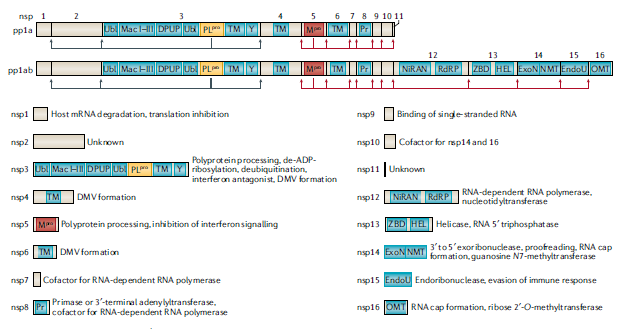 nsp 1 2 3 4 5 6 7 8 9 10 11
pp1a Ubl Mac I–III DPUP Ubl PLpro TM Y TM Mpro TM Pr
12 13 14 15 16
pp1ab Ubl Mac I–III DPUP Ubl PLpro TM Y TM Mpro TM Pr NiRAN RdRP ZBD HEL ExoN NMT EndoU OMT
nsp1 Host mRNA degradation, translation inhibition
nsp2 Unknown
nsp3 Ubl Mac I–III DPUP Ubl PLpro TM Y Polyprotein processing, de-ADP-
ribosylation, deubiquitination,
interferon antagonist, DMV formation
nsp4 TM DMV formation
nsp5 Mpro Polyprotein processing, inhibition of interferon signalling
nsp6 TM DMV formation
nsp7 Cofactor for RNA-dependent RNA polymerase
nsp8 Pr Primase or 3′-terminal adenylyltransferase,
cofactor for RNA-dependent RNA polymerase
nsp9 Binding of single-stranded RNA
nsp10 Cofactor for nsp14 and 16
nsp11 Unknown
nsp12 NiRAN RdRP RNA-dependent RNA polymerase,
nucleotidyltransferase
nsp13 ZBD HEL Helicase, RNA 5′ triphosphatase
nsp14 ExoN NMT 3′ to 5′ exoribonuclease, proofreading, RNA cap
formation, guanosine N7-methyltransferase
nsp15 EndoU Endoribonuclease, evasion of immune response
nsp16 OMT RNA cap formation, ribose 2′-O-methyltransferase